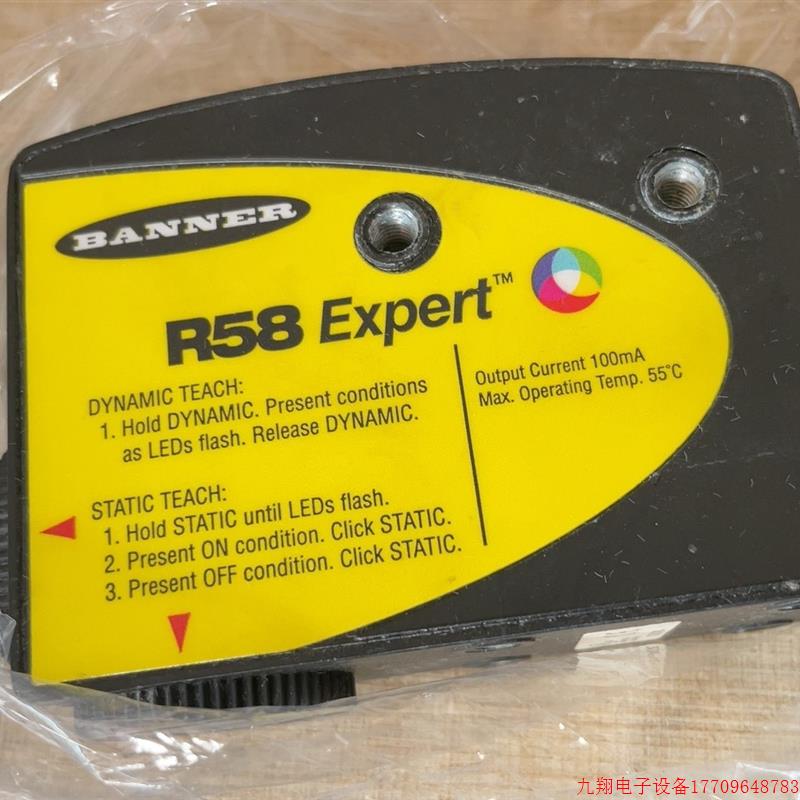 BANNER
R58 Expert™
DYNAMIC TEACH:
1. Hold DYNAMIC. Present conditions
as LEDs flash. Release DYNAMIC.
STATIC TEACH:
1. Hold STATIC until LEDs flash.
2. Present ON condition. Click STATIC.
3. Present OFF condition. Click STATIC.
Output Current 100mA
Max. Operating Temp. 55°C
九翔电子设备17709648783